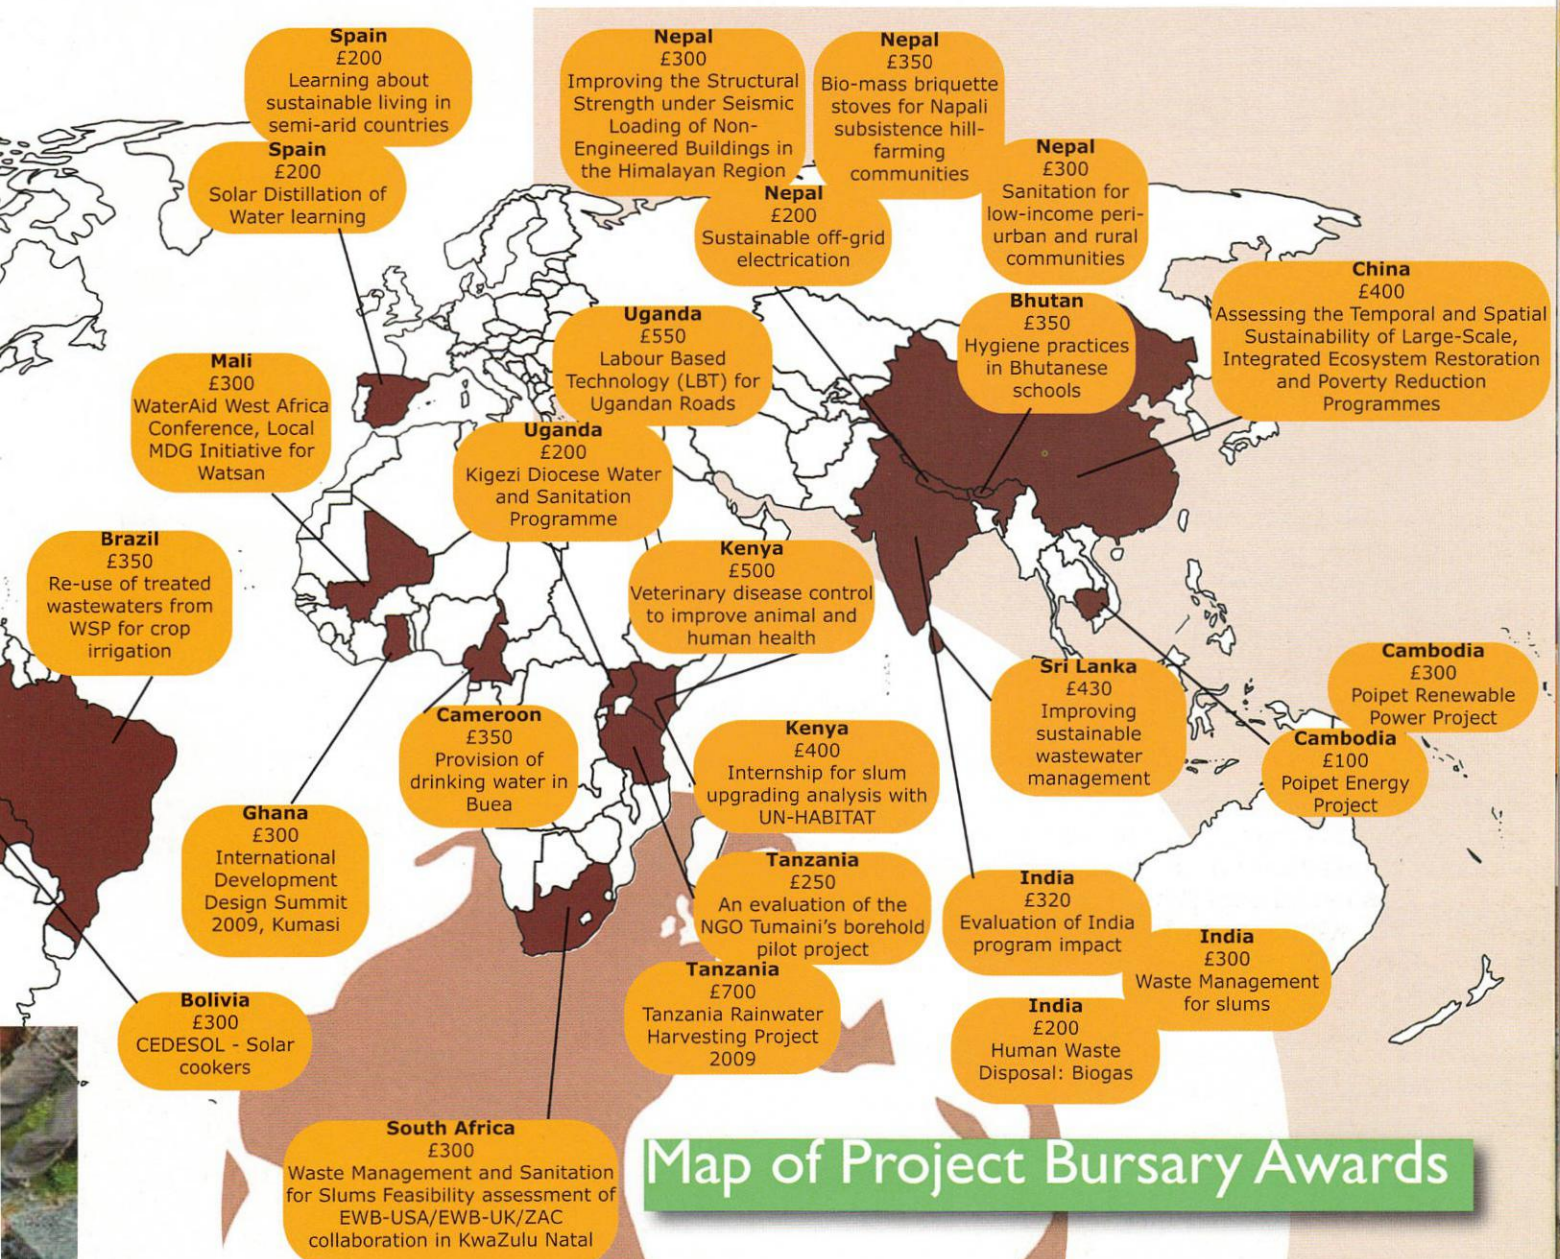 Spain
£200
Learning about
sustainable living in
semi-arid countries
Spain
£200
Solar Distillation of
Water learning
Nepal
£300
Improving the Structural
Strength under Seismic
Loading of Non-
Engineered Buildings in
the Himalayan Region
Nepal
£350
Bio-mass briquette
stoves for Napali
subsistence hill-
farming
communities
Nepal
£200
Sustainable off-grid
electrication
Nepal
£300
Sanitation for
low-income peri-
urban and rural
communities
China
£400
Assessing the Temporal and Spatial
Sustainability of Large-Scale,
Integrated Ecosystem Restoration
and Poverty Reduction
Programmes
Bhutan
£350
Hygiene practices
in Bhutanese
schools
Uganda
£550
Labour Based
Technology (LBT) for
Ugandan Roads
Mali
£300
WaterAid West Africa
Conference, Local
MDG Initiative for
Watsan
Uganda
£200
Kigezi Diocese Water
and Sanitation
Programme
Brazil
£350
Re-use of treated
wastewaters from
WSP for crop
irrigation
Kenya
£500
Veterinary disease control
to improve animal and
human health
Sri Lanka
£430
Improving
sustainable
wastewater
management
Cambodia
£300
Poipet Renewable
Power Project
Cambodia
£100
Poipet Energy
Project
Cameroon
£350
Provision of
drinking water in
Buea
Kenya
£400
Internship for slum
upgrading analysis with
UN-HABITAT
Ghana
£300
International
Development
Design Summit
2009, Kumasi
Tanzania
£250
An evaluation of the
NGO Tumaini's borehold
pilot project
India
£320
Evaluation of India
program impact
India
£300
Waste Management
for slums
Tanzania
£700
Tanzania Rainwater
Harvesting Project
2009
India
£200
Human Waste
Disposal: Biogas
Bolivia
£300
CEDESOL - Solar
cookers
South Africa
£300
Waste Management and Sanitation
for Slums Feasibility assessment of
EWB-USA/EWB-UK/ZAC
collaboration in KwaZulu Natal
Map of Project Bursary Awards